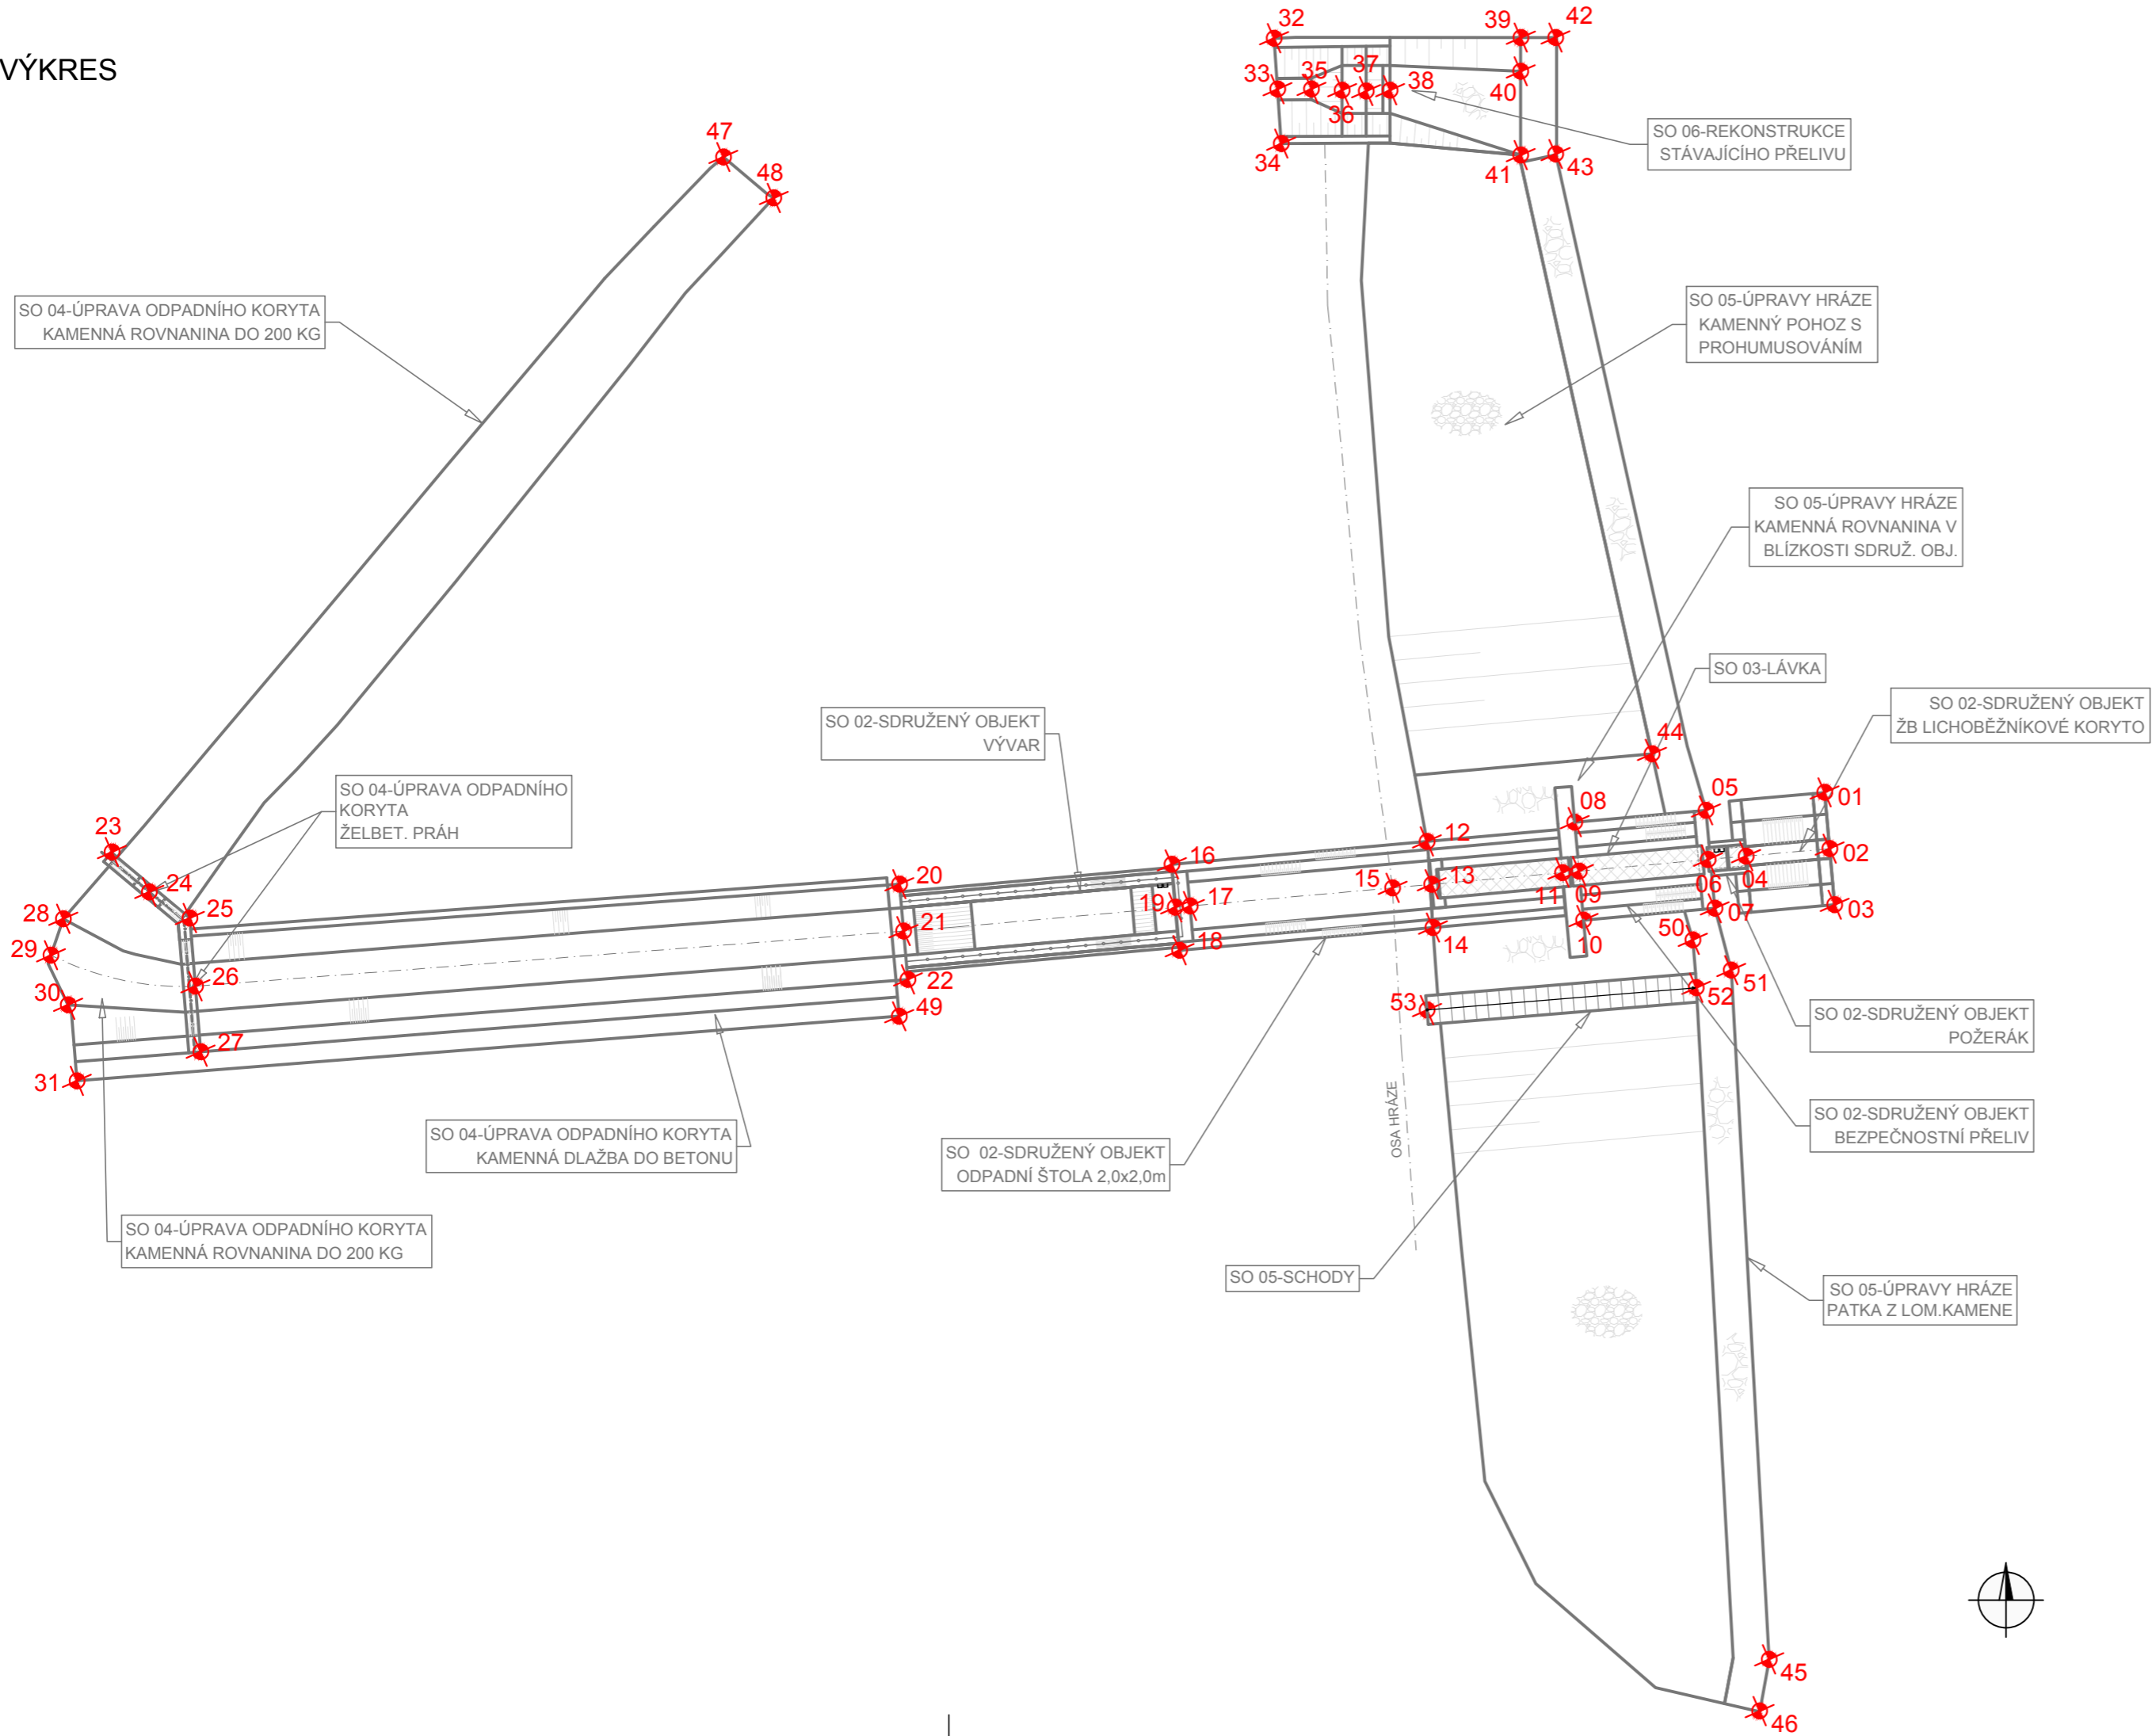 VÝKRES
32
39
42
33
35
37
38
36
40
34
41
43
SO 06-REKONSTRUKCE
STÁVAJÍCÍHO PŘELIVU
47
48
SO 04-ÚPRAVA ODPADNÍHO KORYTA
KAMENNÁ ROVNANINA DO 200 KG
SO 05-ÚPRAVY HRÁZE
KAMENNÝ POHOZ S
PROHUMUSOVÁNÍM
SO 05-ÚPRAVY HRÁZE
KAMENNÁ ROVNANINA V
BLÍZKOSTI SDRUŽ. OBJ.
SO 03-LÁVKA
SO 02-SDRUŽENÝ OBJEKT
ŽB LICHOBĚŽNÍKOVÉ KORYTO
SO 02-SDRUŽENÝ OBJEKT
VÝVAR
44
SO 04-ÚPRAVA ODPADNÍHO
KORYTA
ŽELBET. PRÁH
05
01
08
23
12
16
02
24
20
15
13
11
09
06
04
19
17
07
03
28
25
21
14
10
50
29
18
51
26
22
52
30
49
53
27
31
SO 02-SDRUŽENÝ OBJEKT
POŽERÁK
SO 02-SDRUŽENÝ OBJEKT
BEZPEČNOSTNÍ PŘELIV
OSA HRÁZE
SO 04-ÚPRAVA ODPADNÍHO KORYTA
KAMENNÁ DLAŽBA DO BETONU
SO 02-SDRUŽENÝ OBJEKT
ODPADNÍ ŠTOLA 2,0x2,0m
SO 04-ÚPRAVA ODPADNÍHO KORYTA
KAMENNÁ ROVNANINA DO 200 KG
SO 05-SCHODY
SO 05-ÚPRAVY HRÁZE
PATKA Z LOM.KAMENE
45
46